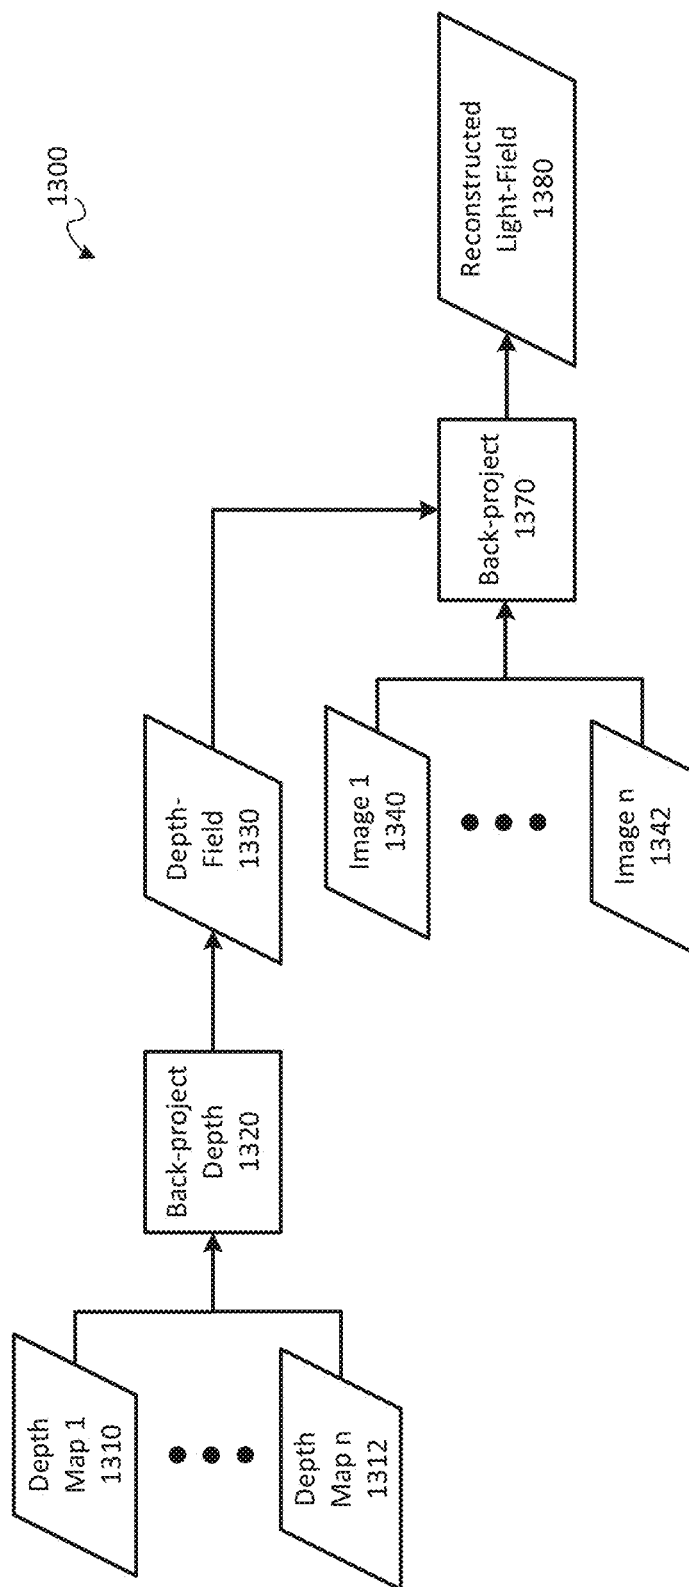 1300
Depth
Map 1
1310
Depth
Map n
1312
Back-project
Depth
1320
Depth-
Field
1330
Image 1
1340
Image n
1342
Back-project
1370
Reconstructed
Light-Field
1380